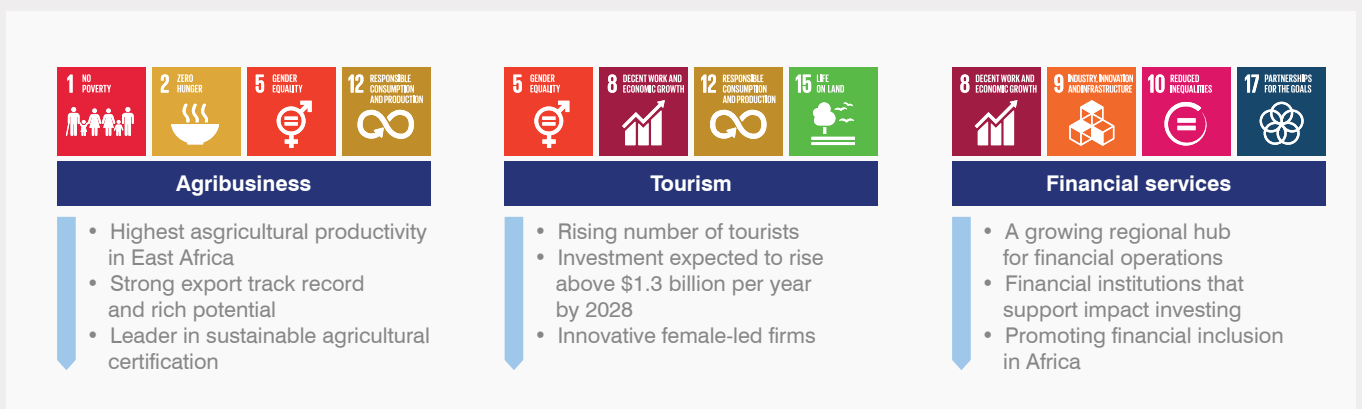 1 NO
POVERTY
2 ZERO
HUNGER
5 GENDER
EQUALITY
12 RESPONSIBLE
CONSUMPTION
AND PRODUCTION
Agribusiness
• Highest asgricultural productivity
in East Africa
• Strong export track record
and rich potential
• Leader in sustainable agricultural
certification
5 GENDER
EQUALITY
8 DECENT WORK AND
ECONOMIC GROWTH
12 RESPONSIBLE
CONSUMPTION
AND PRODUCTION
15 LIFE
ON LAND
Tourism
• Rising number of tourists
• Investment expected to rise
above $1.3 billion per year
by 2028
• Innovative female-led firms
8 DECENT WORK AND
ECONOMIC GROWTH
9 INDUSTRY, INNOVATION
AND INFRASTRUCTURE
10 REDUCED
INEQUALITIES
17 PARTNERSHIPS
FOR THE GOALS
Financial services
• A growing regional hub
for financial operations
• Financial institutions that
support impact investing
• Promoting financial inclusion
in Africa